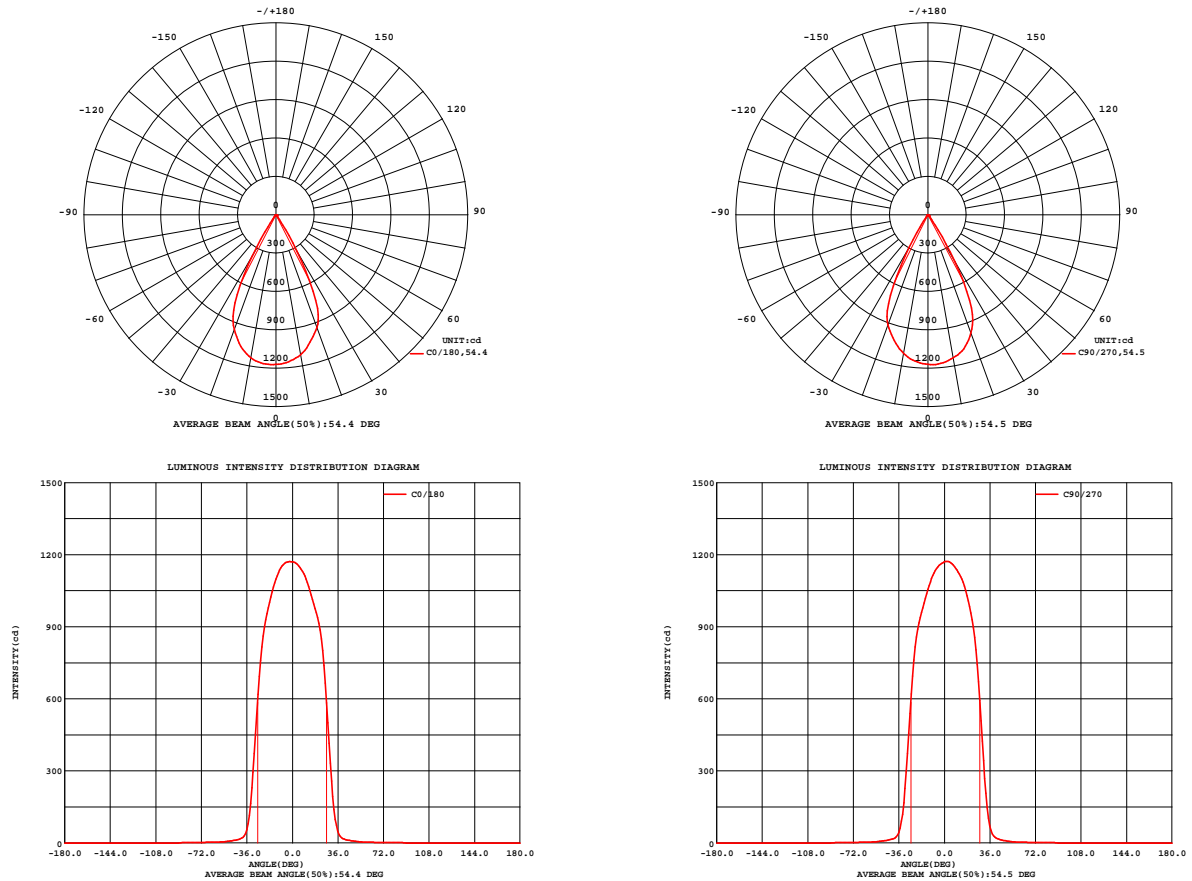 -/+180
-150 150
-120 120
-90 90
-60 60
-30 30
0
300
600
900
1200
1500
0
UNIT:cd
C0/180,54.4
AVERAGE BEAM ANGLE(50%):54.4 DEG
-/+180
-150 150
-120 120
-90 90
-60 60
-30 30
0
300
600
900
1200
1500
0
UNIT:cd
C90/270,54.5
AVERAGE BEAM ANGLE(50%):54.5 DEG
LUMINOUS INTENSITY DISTRIBUTION DIAGRAM
C0/180
INTENSITY(cd)
1500
1200
900
600
300
0
-180.0 -144.0 -108.0 -72.0 -36.0 0.0 36.0 72.0 108.0 144.0 180.0
ANGLE(DEG)
AVERAGE BEAM ANGLE(50%):54.4 DEG
LUMINOUS INTENSITY DISTRIBUTION DIAGRAM
C90/270
INTENSITY(cd)
1500
1200
900
600
300
0
-180.0 -144.0 -108.0 -72.0 -36.0 0.0 36.0 72.0 108.0 144.0 180.0
ANGLE(DEG)
AVERAGE BEAM ANGLE(50%):54.5 DEG